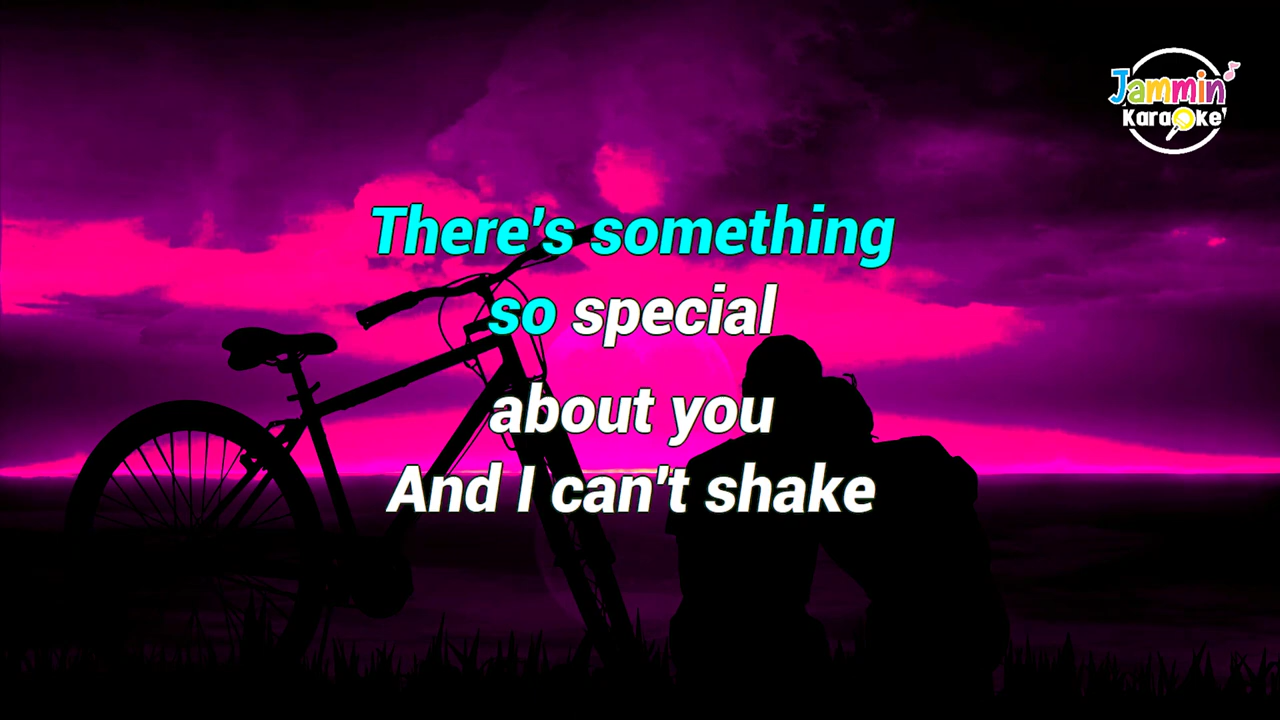 Jammin'
Karaoke
There's something
so special
about you
And I can't shake